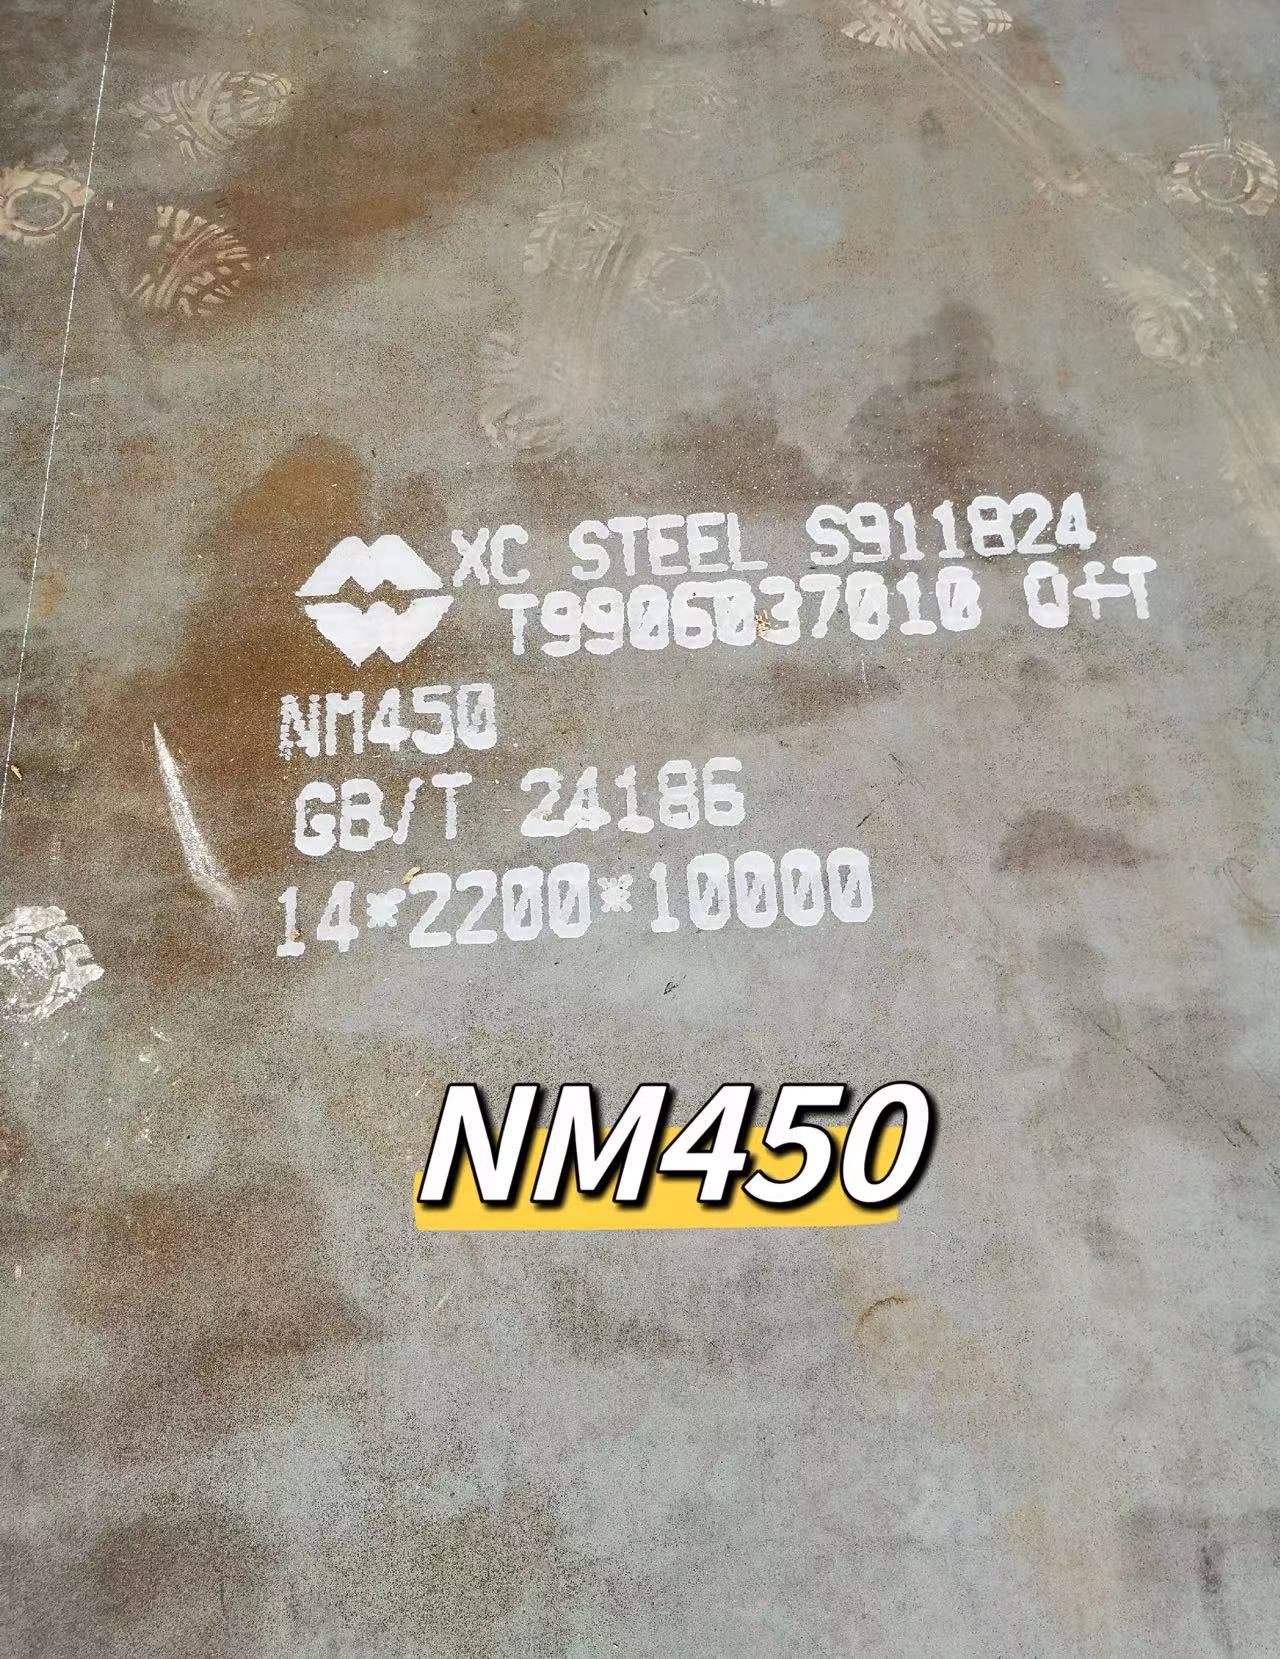 XC STEEL S911824
T9906037010 Q+T
NM450
GB/T 24186
14*2200*10000
NM450